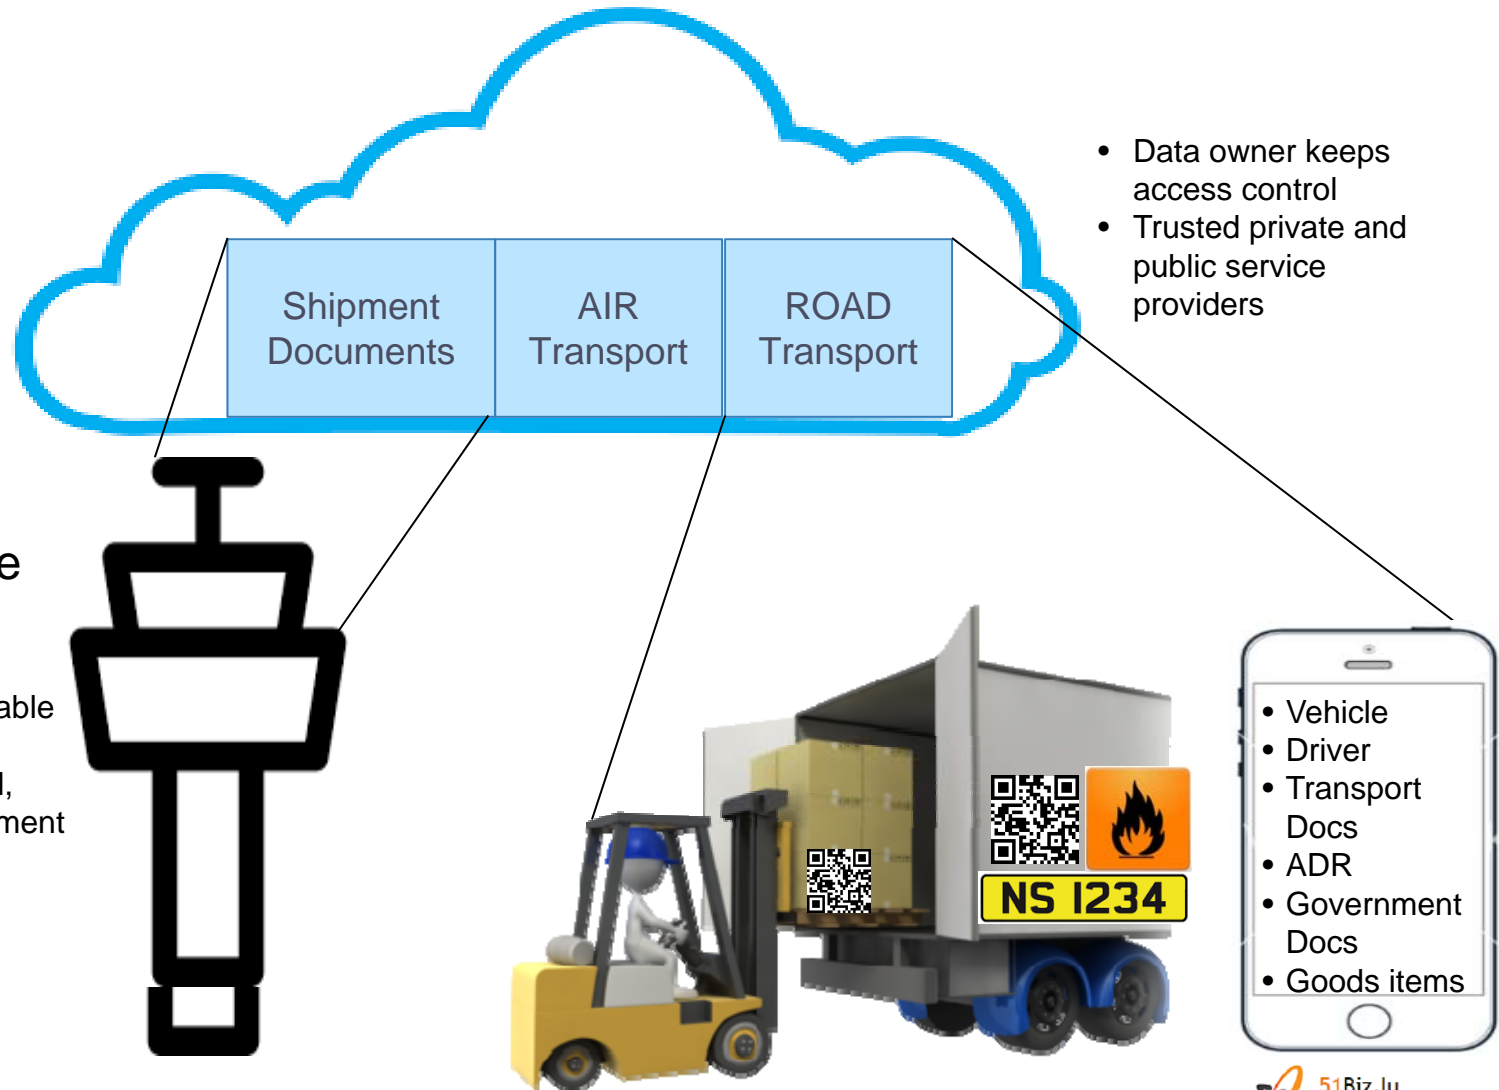 • Data owner keeps
access control
• Trusted private and
public service
providers
Shipment
Documents
AIR
Transport
ROAD
Transport
e
able
l,
ment
NS 1234
• Vehicle
• Driver
• Transport
Docs
• ADR
• Government
Docs
• Goods items
51Biz.lu